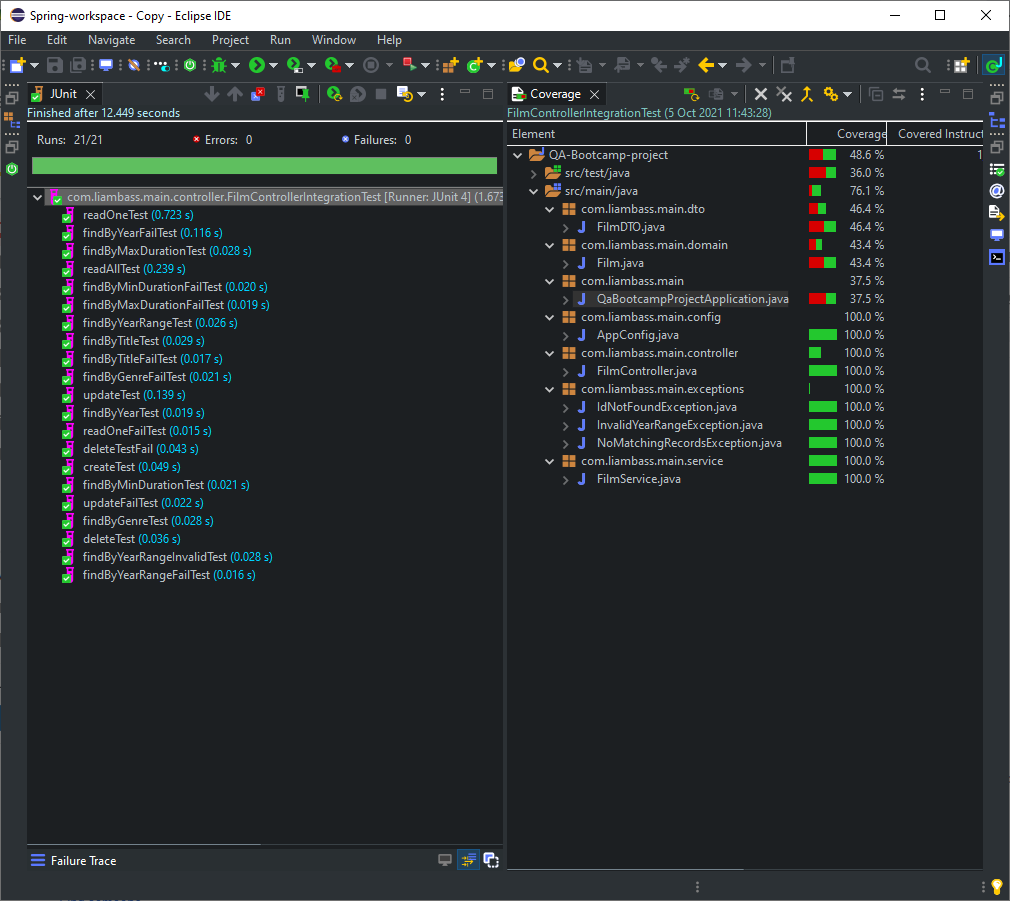 Spring-workspace - Copy - Eclipse IDE
File Edit Navigate Search Project Run Window Help
JUnit
Finished after 12.449 seconds
Runs: 21/21 Errors: 0 Failures: 0
com.liambass.main.controller.FilmControllerIntegrationTest [Runner: JUnit 4] (1.673
readOneTest (0.723 s)
findByYearFailTest (0.116 s)
findByMaxDurationTest (0.028 s)
readAllTest (0.239 s)
findByMinDurationFailTest (0.020 s)
findByMaxDurationFailTest (0.019 s)
findByYearRangeTest (0.026 s)
findByTitleTest (0.029 s)
findByTitleFailTest (0.017 s)
findByGenreFailTest (0.021 s)
updateTest (0.139 s)
findByYearTest (0.019 s)
readOneFailTest (0.015 s)
deleteTestFail (0.043 s)
createTest (0.049 s)
findByMinDurationTest (0.021 s)
updateFailTest (0.022 s)
findByGenreTest (0.028 s)
deleteTest (0.036 s)
findByYearRangeInvalidTest (0.028 s)
findByYearRangeFailTest (0.016 s)
Failure Trace
Coverage
FilmControllerIntegrationTest (5 Oct 2021 11:43:28)
Element Coverage Covered Instruct
QA-Bootcamp-project 48.6 % 1
src/test/java 36.0 %
src/main/java 76.1 %
com.liambass.main.dto 46.4 %
FilmDTO.java 46.4 %
com.liambass.main.domain 43.4 %
Film.java 43.4 %
com.liambass.main 37.5 %
QaBootcampProjectApplication.java 37.5 %
com.liambass.main.config 100.0 %
AppConfig.java 100.0 %
com.liambass.main.controller 100.0 %
FilmController.java 100.0 %
com.liambass.main.exceptions 100.0 %
IdNotFoundException.java 100.0 %
InvalidYearRangeException.java 100.0 %
NoMatchingRecordsException.java 100.0 %
com.liambass.main.service 100.0 %
FilmService.java 100.0 %